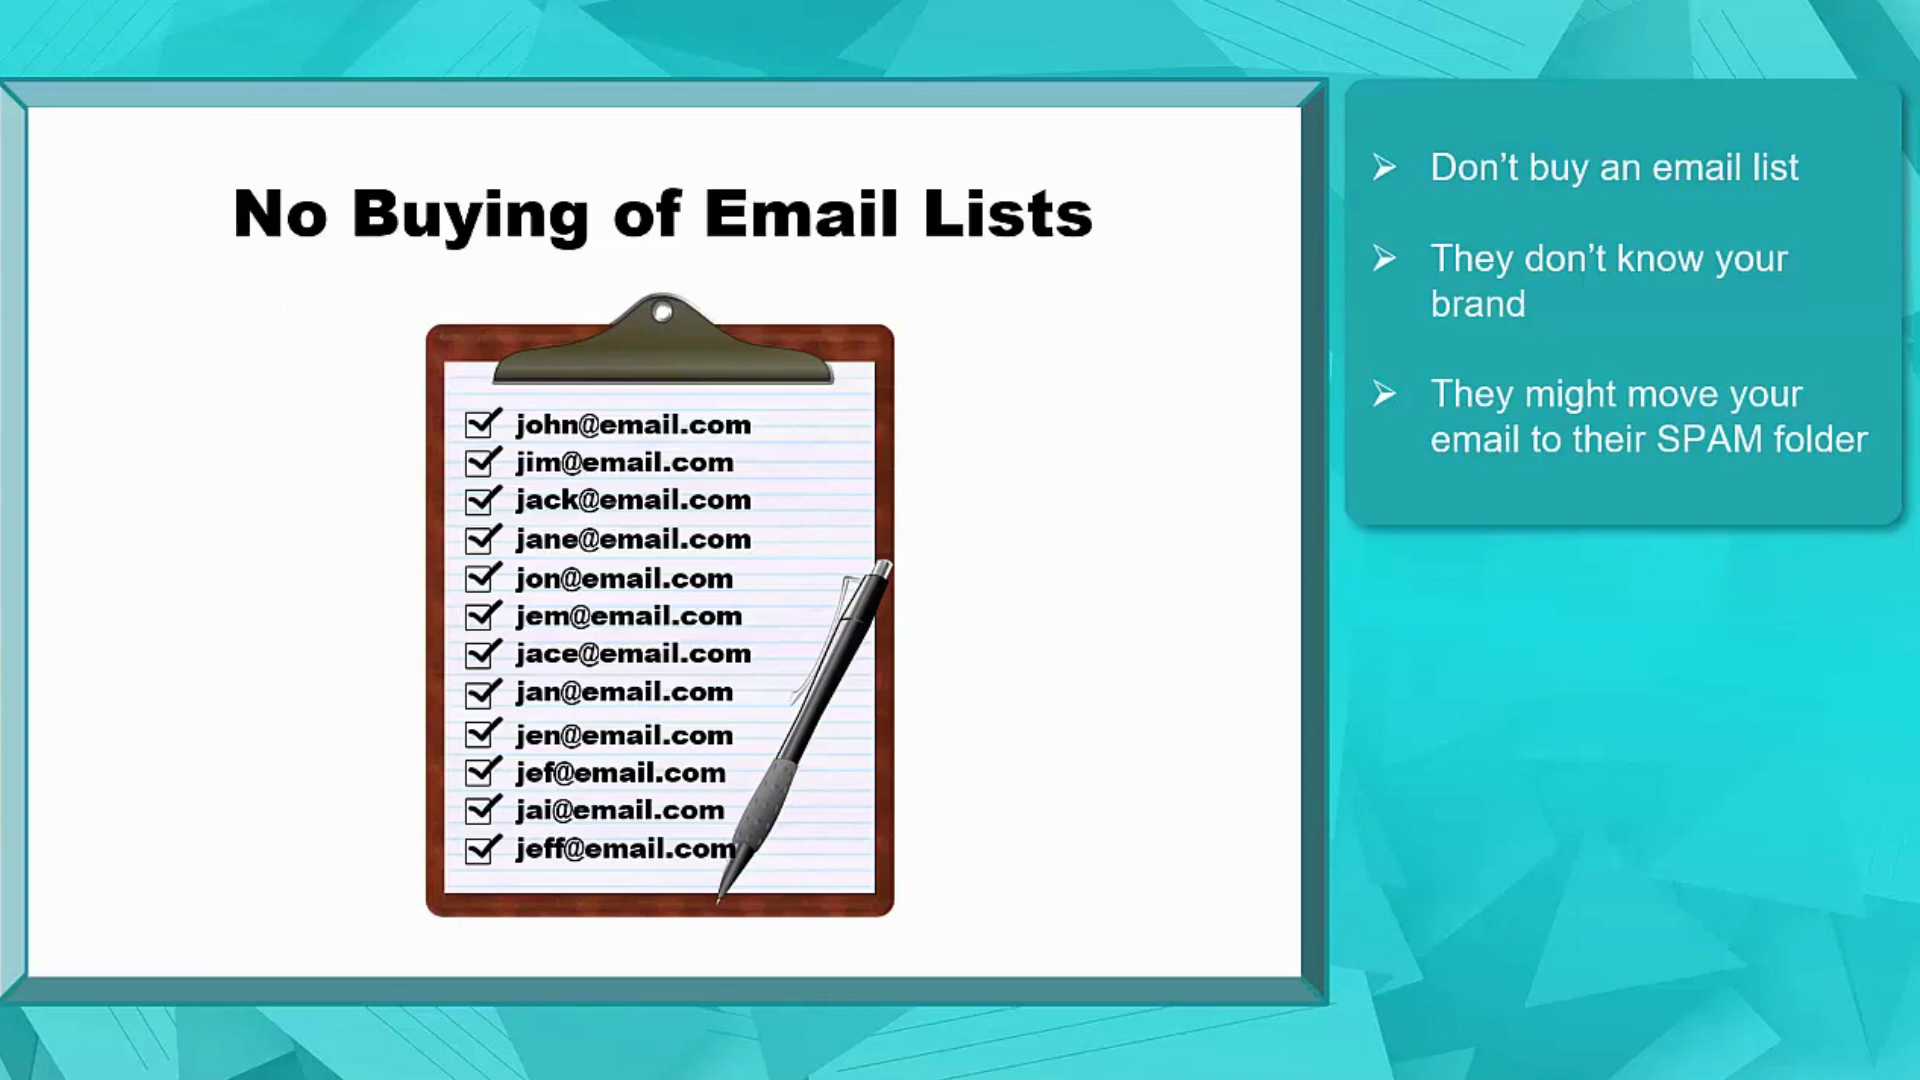 No Buying of Email Lists
john@email.com
jim@email.com
jack@email.com
jane@email.com
jon@email.com
jem@email.com
jace@email.com
jan@email.com
jen@email.com
jef@email.com
jai@email.com
jeff@email.com
Don’t buy an email list
They don’t know your
brand
They might move your
email to their SPAM folder